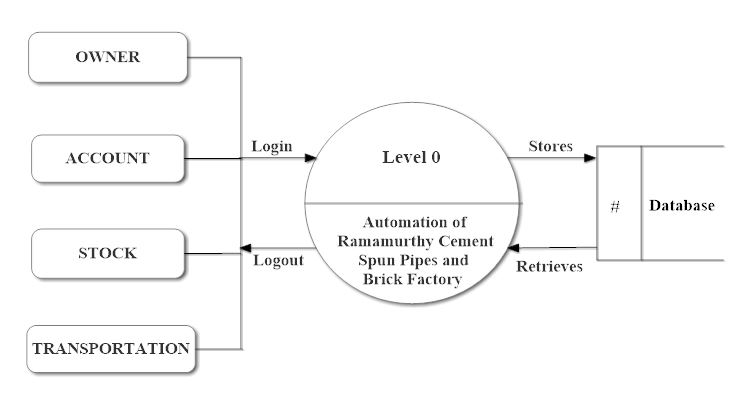 OWNER
ACCOUNT
STOCK
TRANSPORTATION
Login
Logout
Level 0
Automation of
Ramamurthy Cement
Spun Pipes and
Brick Factory
Stores
Retrieves
#
Database